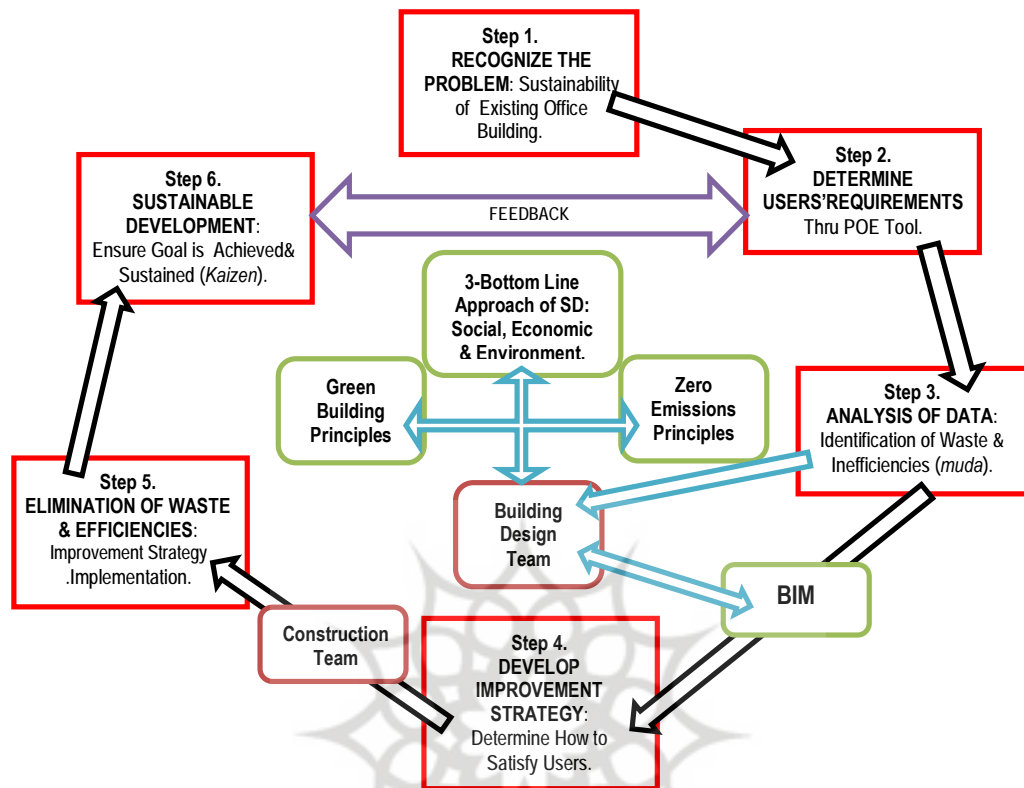 Step 1.
RECOGNIZE THE
PROBLEM: Sustainability
of Existing Office
Building.
Step 2.
DETERMINE
USERS'REQUIREMENTS
Thru POE Tool.
Step 6.
SUSTAINABLE
DEVELOPMENT:
Ensure Goal is Achieved&
Sustained (Kaizen).
FEEDBACK
3-Bottom Line
Approach of SD:
Social, Economic
& Environment.
Green
Building
Principles
Zero
Emissions
Principles
Step 3.
ANALYSIS OF DATA:
Identification of Waste &
Inefficiencies (muda).
Step 5.
ELIMINATION OF WASTE
& EFFICIENCIES:
Improvement Strategy
.Implementation.
Building
Design
Team
BIM
Construction
Team
Step 4.
DEVELOP
IMPROVEMENT
STRATEGY:
Determine How to
Satisfy Users.